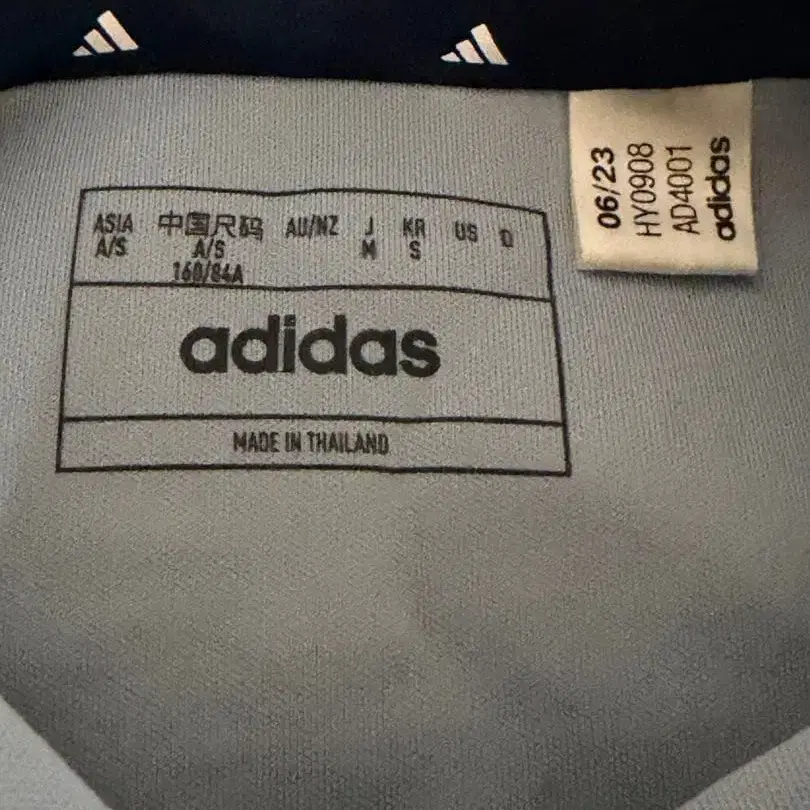 ASIA 中国尺码 AU/NZ J KR US D
A/S A/S M S
160/84A
adidas
MADE IN THAILAND
06/23
HY0908
AD4001
adidas